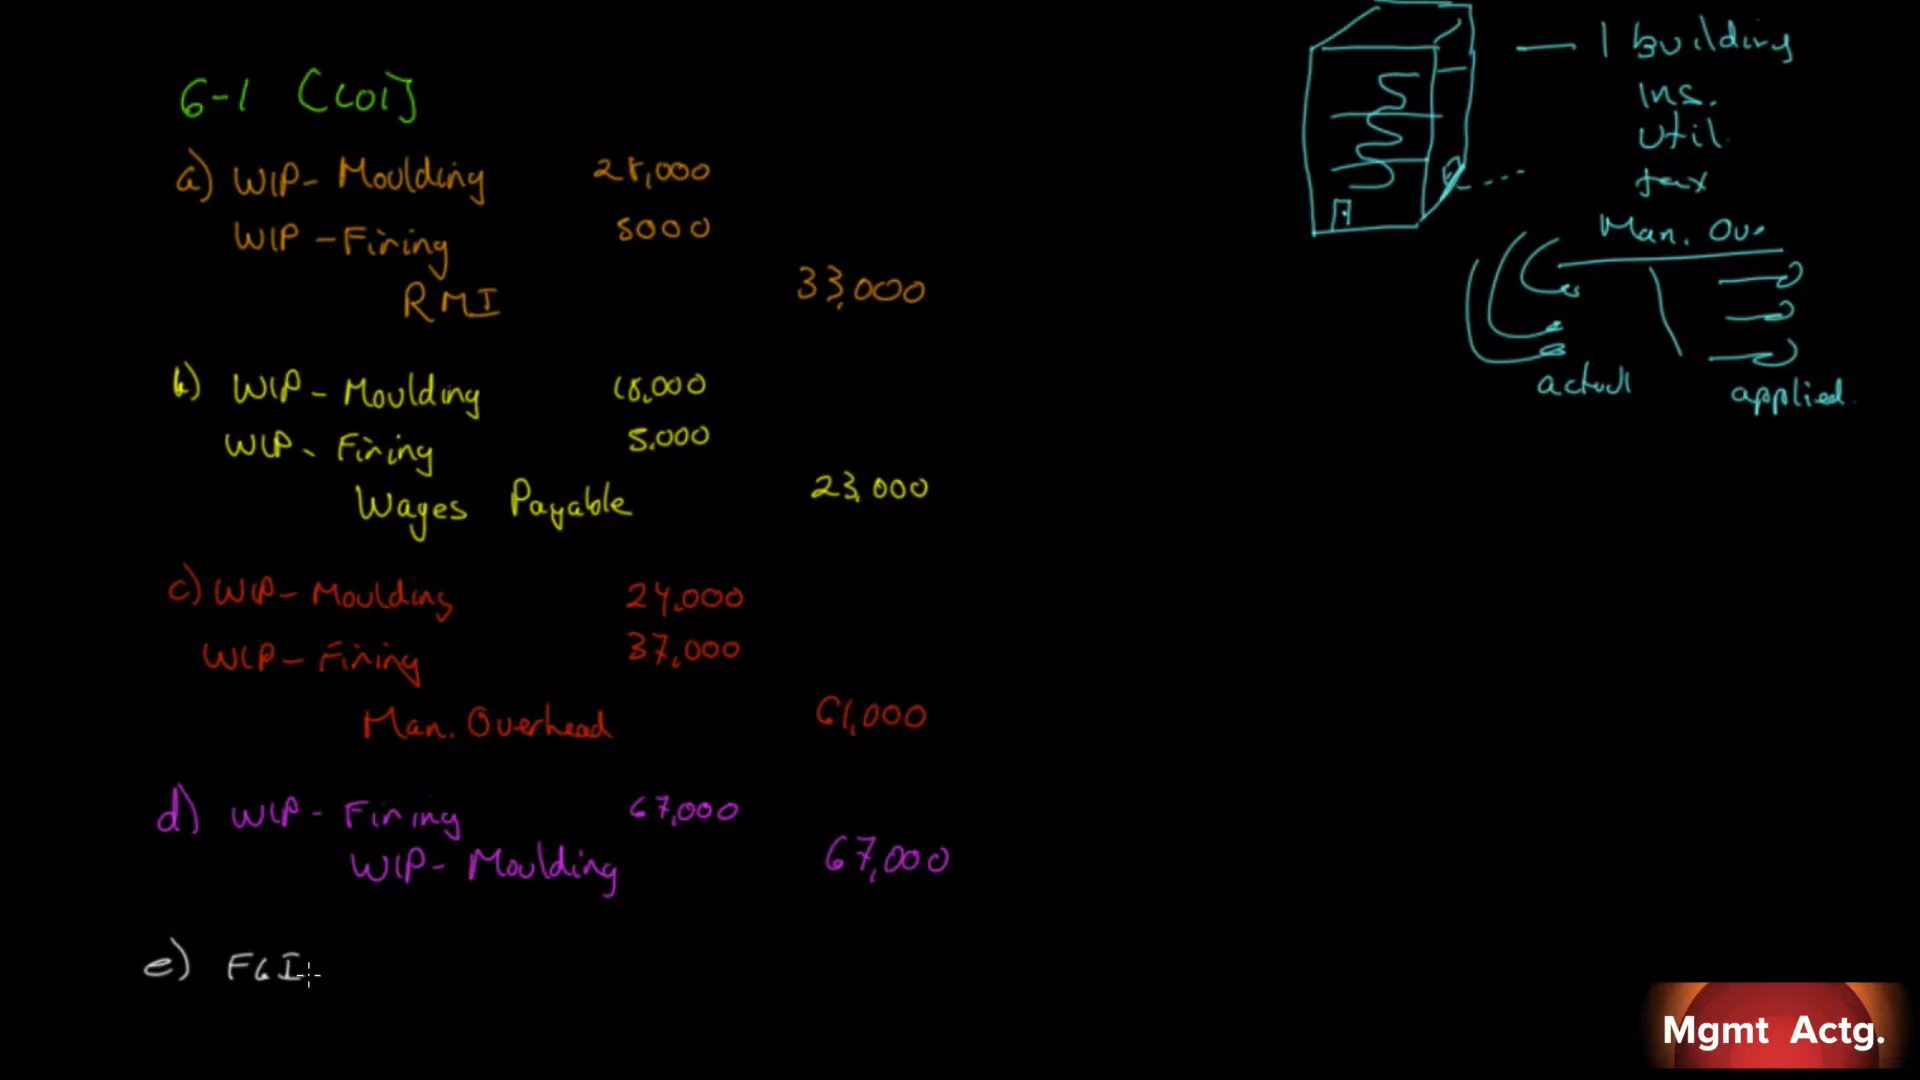 6-1 (LO1)
a) WIP- Moulding 28,000
WIP - Firing 5000
RMI 33,000
b) WIP - Moulding 18,000
WIP - Firing 5,000
Wages Payable 23,000
c) WIP - Moulding 24,000
WIP - Firing 37,000
Man. Overhead 61,000
d) WIP - Firing 67,000
WIP- Moulding 67,000
e) FGI
— 1 building
Ins.
Util.
tax
Man. Ov.
actual applied
Mgmt Actg.